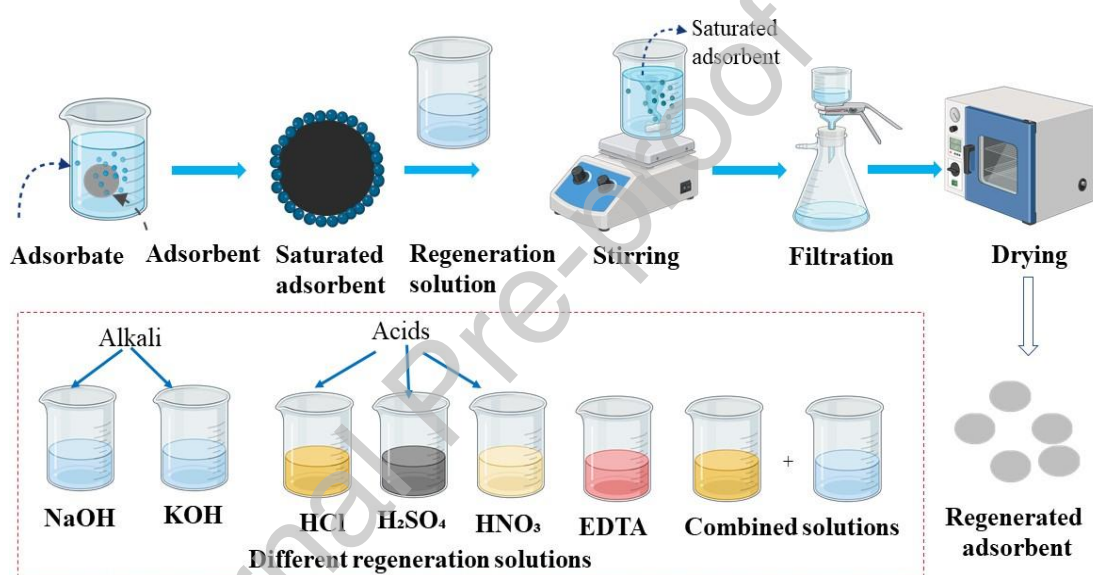 Saturated
adsorbent
Adsorbate
Adsorbent
Saturated
adsorbent
Regeneration
solution
Stirring
Filtration
Drying
Alkali
Acids
NaOH
KOH
HCl
H₂SO₄
HNO₃
EDTA
+
Combined solutions
Different regeneration solutions
Regenerated
adsorbent
nal Pre-proof